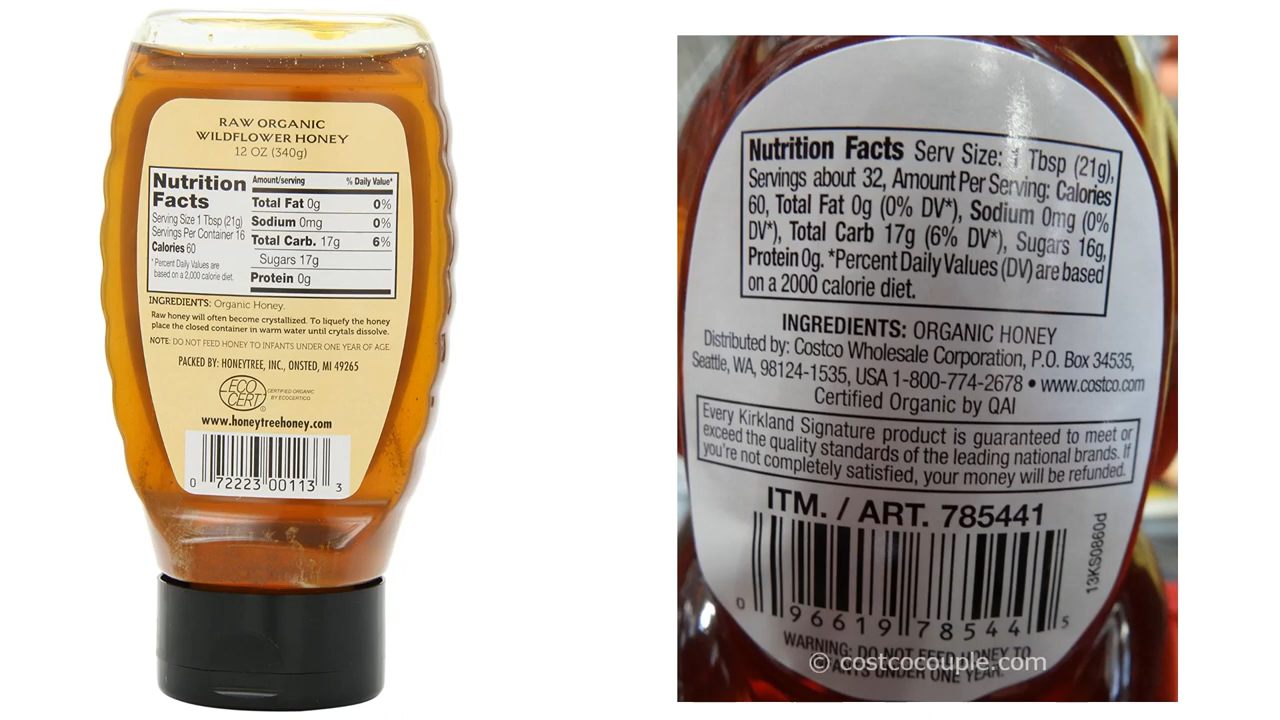 RAW ORGANIC
WILDFLOWER HONEY
12 OZ (340g)
Nutrition
Facts
Serving Size 1 Tbsp (21g)
Servings Per Container 16
Calories 60
*Percent Daily Values are
based on a 2,000 calorie diet.
Amount/serving % Daily Value*
Total Fat 0g 0%
Sodium 0mg 0%
Total Carb. 17g 6%
Sugars 17g
Protein 0g
INGREDIENTS: Organic Honey.
Raw honey will often become crystallized. To liquefy the honey
place the closed container in warm water until crytals dissolve.
NOTE: DO NOT FEED HONEY TO INFANTS UNDER ONE YEAR OF AGE.
PACKED BY: HONEYTREE, INC., ONSTED, MI 49265
ECO
CERT
CERTIFIED ORGANIC
BY ECOCERTICO
www.honeytreehoney.com
0 72223 00113 3
Nutrition Facts Serv Size: Tbsp (21g),
Servings about 32, Amount Per Serving: Calories
60, Total Fat 0g (0% DV*), Sodium 0mg (0%
DV*), Total Carb 17g (6% DV*), Sugars 16g,
Protein 0g. *Percent Daily Values (DV) are based
on a 2000 calorie diet.
INGREDIENTS: ORGANIC HONEY
Distributed by: Costco Wholesale Corporation, P.O. Box 34535,
Seattle, WA, 98124-1535, USA 1-800-774-2678 • www.costco.com
Certified Organic by QAI
Every Kirkland Signature product is guaranteed to meet or
exceed the quality standards of the leading national brands. If
you're not completely satisfied, your money will be refunded.
ITM. / ART. 785441
13KS0860d
0 96619 78544 5
WARNING: DO NOT FEED HONEY TO
© costcocouple.com
UNDER ONE YEAR.